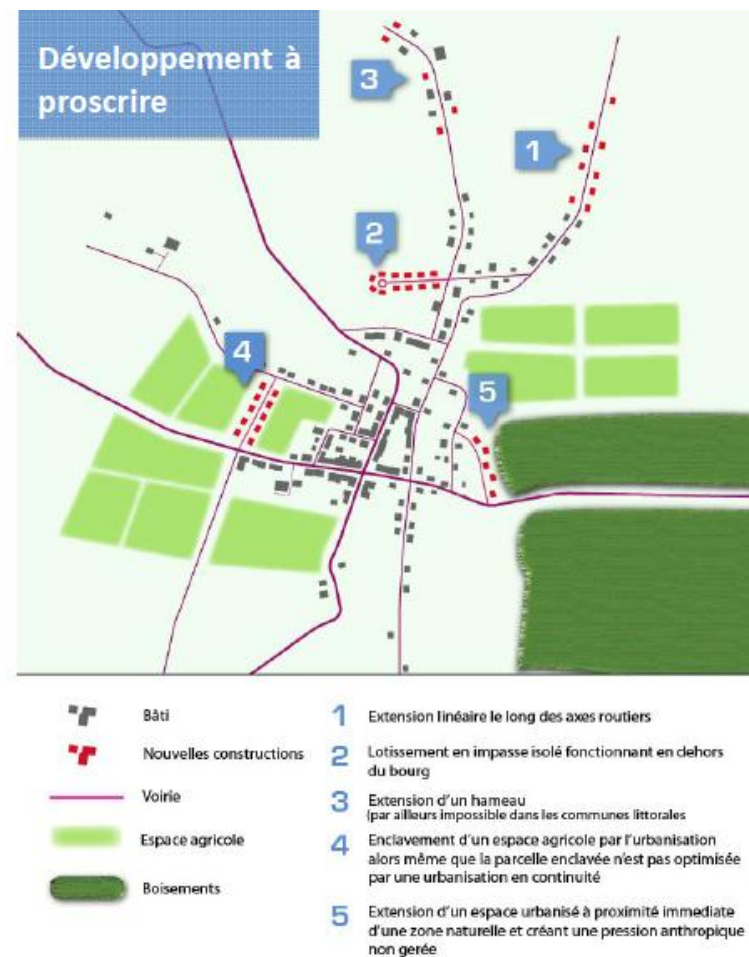 Développement à
proscrire
3
1
2
4
5
Bâti
Nouvelles constructions
Voirie
Espace agricole
Boisements
1 Extension linéaire le long des axes routiers
2 Lotissement en impasse isolé fonctionnant en dehors
du bourg
3 Extension d'un hameau
(par ailleurs impossible dans les communes littorales
4 Enclavement d'un espace agricole par l'urbanisation
alors même que la parcelle enclavée n'est pas optimisée
par une urbanisation en continuité
5 Extension d'un espace urbanisé à proximité immediate
d'une zone naturelle et créant une pression anthropique
non gerée